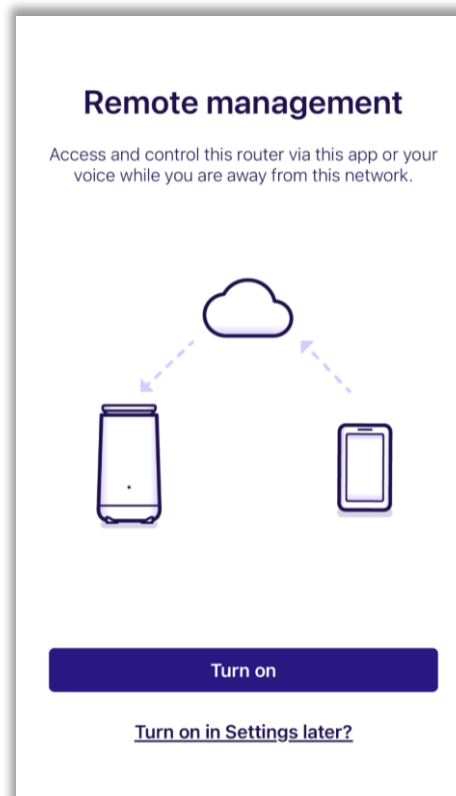 Remote management
Access and control this router via this app or your
voice while you are away from this network.
Turn on
Turn on in Settings later?